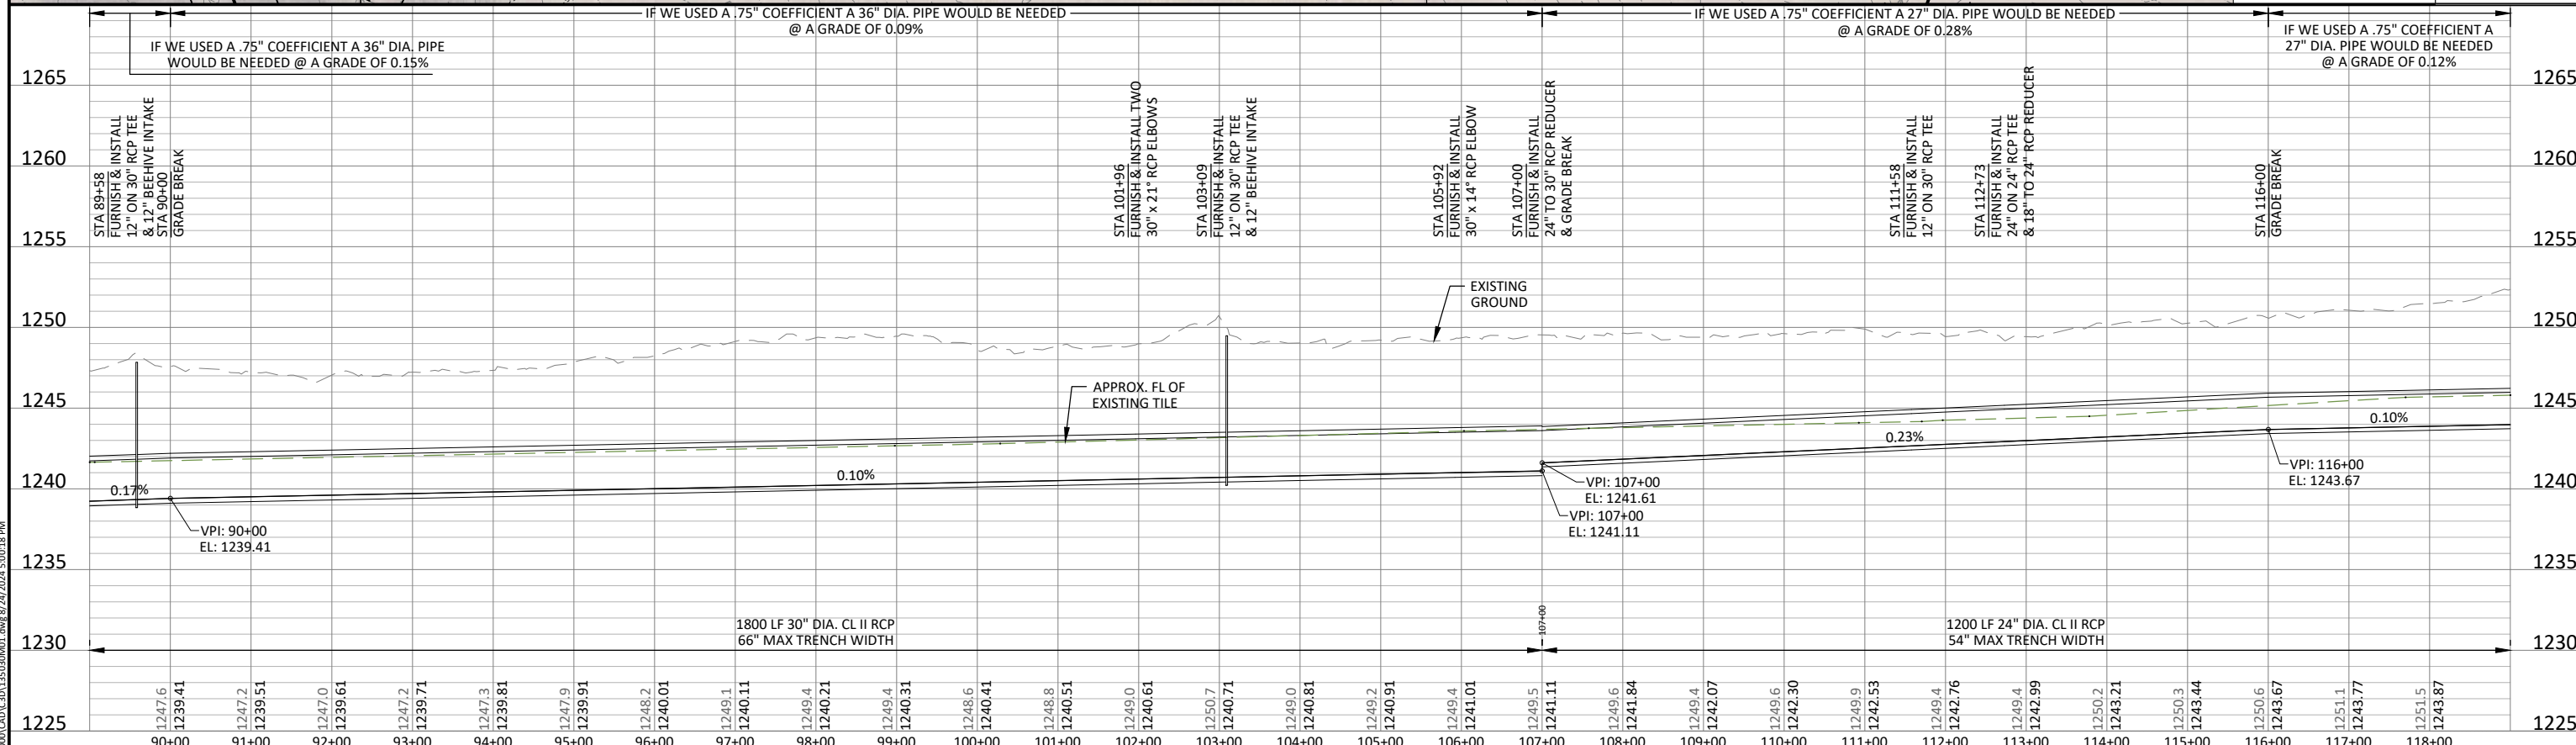 IF WE USED A .75" COEFFICIENT A 36" DIA. PIPE WOULD BE NEEDED
@ A GRADE OF 0.09%
IF WE USED A .75" COEFFICIENT A 27" DIA. PIPE WOULD BE NEEDED
@ A GRADE OF 0.28%
IF WE USED A .75" COEFFICIENT A 36" DIA. PIPE
WOULD BE NEEDED @ A GRADE OF 0.15%
IF WE USED A .75" COEFFICIENT A
27" DIA. PIPE WOULD BE NEEDED
@ A GRADE OF 0.12%
1265
1260
1255
1250
1245
1240
1235
1230
1225
STA 89+58
FURNISH & INSTALL
12" ON 30" RCP TEE
& 12" BEEHIVE INTAKE
STA 90+00
GRADE BREAK
STA 101+96
FURNISH & INSTALL TWO
30" x 21° RCP ELBOWS
STA 103+09
FURNISH & INSTALL
12" ON 30" RCP TEE
& 12" BEEHIVE INTAKE
STA 105+92
FURNISH & INSTALL
30" x 14° RCP ELBOW
STA 107+00
FURNISH & INSTALL
24" TO 30" RCP REDUCER
& GRADE BREAK
STA 111+58
FURNISH & INSTALL
12" ON 30" RCP TEE
STA 112+73
FURNISH & INSTALL
24" ON 24" RCP TEE
& 18" TO 24" RCP REDUCER
STA 116+00
GRADE BREAK
1265
1260
1255
1250
1245
1240
1235
1230
1225
EXISTING
GROUND
APPROX. FL OF
EXISTING TILE
0.17%
0.10%
0.23%
0.10%
VPI: 90+00
EL: 1239.41
VPI: 107+00
EL: 1241.61
VPI: 107+00
EL: 1241.11
VPI: 116+00
EL: 1243.67
1800 LF 30" DIA. CL II RCP
66" MAX TRENCH WIDTH
107+00
1200 LF 24" DIA. CL II RCP
54" MAX TRENCH WIDTH
1247.6
1239.41
1247.2
1239.51
1247.0
1239.61
1247.2
1239.71
1247.3
1239.81
1247.9
1239.91
1248.2
1240.01
1249.1
1240.11
1249.4
1240.21
1249.4
1240.31
1248.6
1240.41
1248.8
1240.51
1249.0
1240.61
1250.7
1240.71
1249.0
1240.81
1249.2
1240.91
1249.4
1241.01
1249.5
1241.11
1249.6
1241.84
1249.4
1242.07
1249.6
1242.30
1249.9
1242.53
1249.4
1242.76
1249.4
1242.99
1250.2
1243.21
1250.3
1243.44
1250.6
1243.67
1251.1
1243.77
1251.5
1243.87
90+00 91+00 92+00 93+00 94+00 95+00 96+00 97+00 98+00 99+00 100+00 101+00 102+00 103+00 104+00 105+00 106+00 107+00 108+00 109+00 110+00 111+00 112+00 113+00 114+00 115+00 116+00 117+00 118+00
8/24/2024 5:00:18 PM